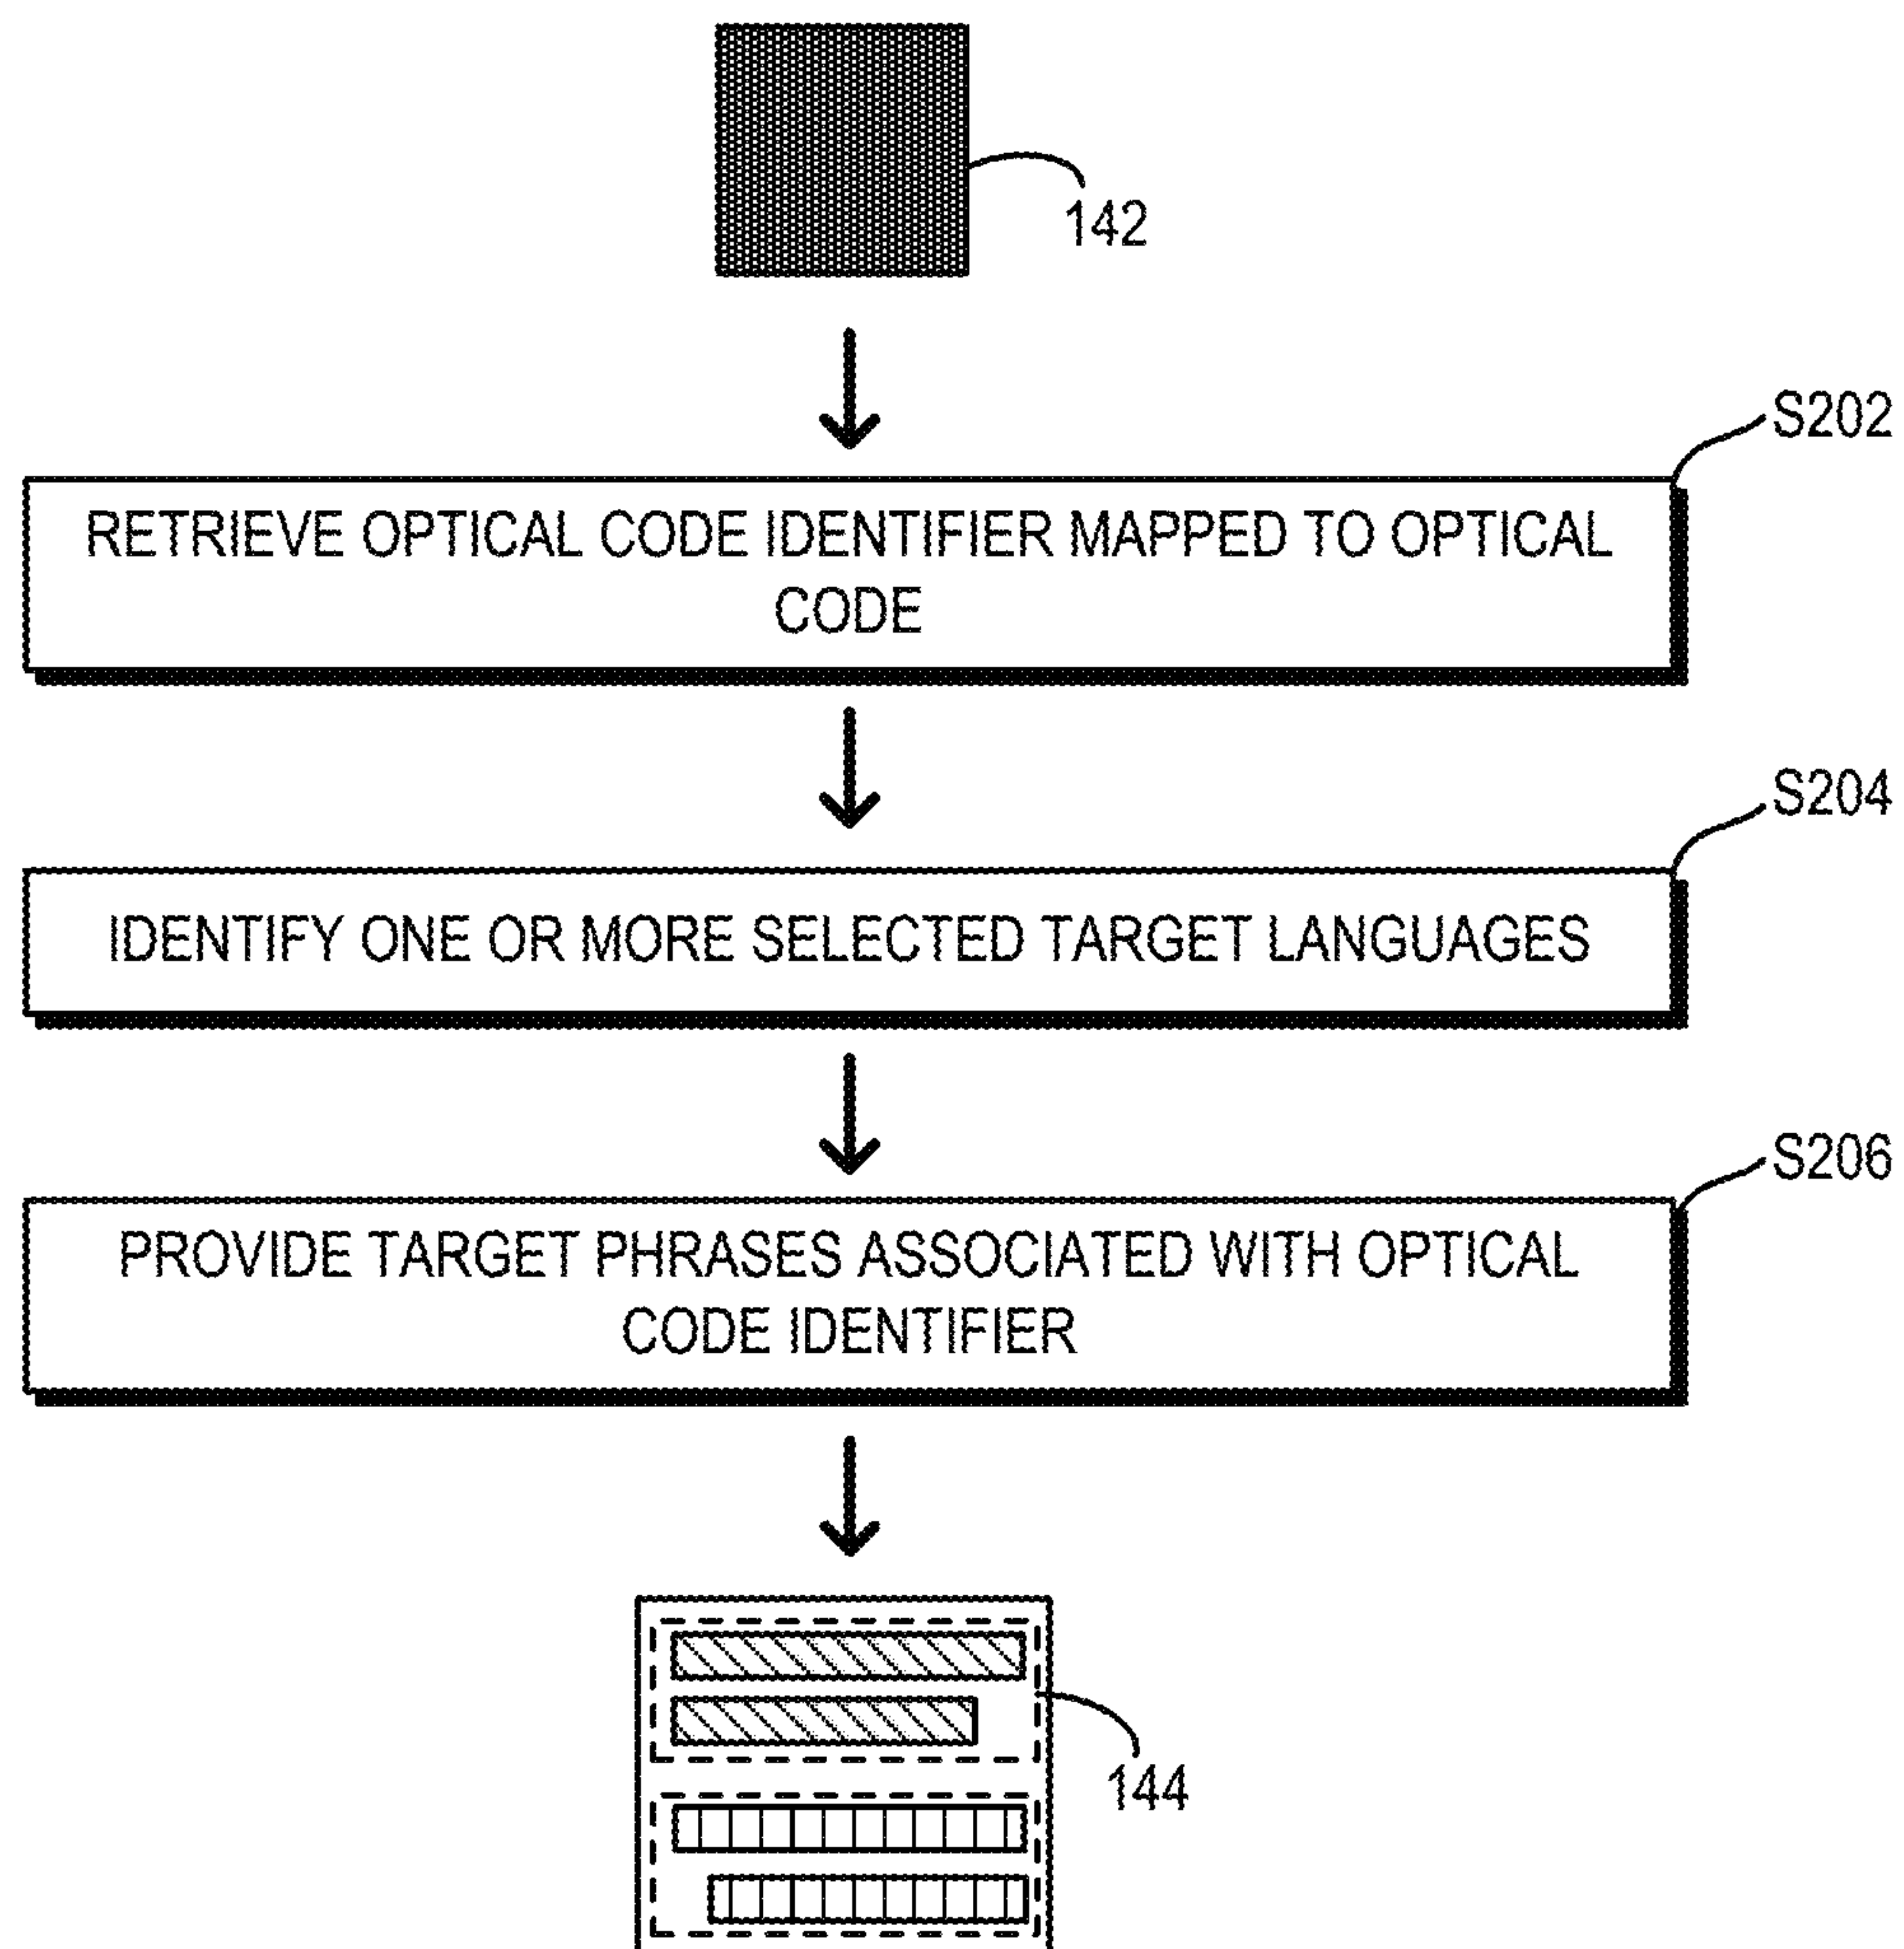 142
S202
RETRIEVE OPTICAL CODE IDENTIFIER MAPPED TO OPTICAL
CODE
S204
IDENTIFY ONE OR MORE SELECTED TARGET LANGUAGES
S206
PROVIDE TARGET PHRASES ASSOCIATED WITH OPTICAL
CODE IDENTIFIER
144